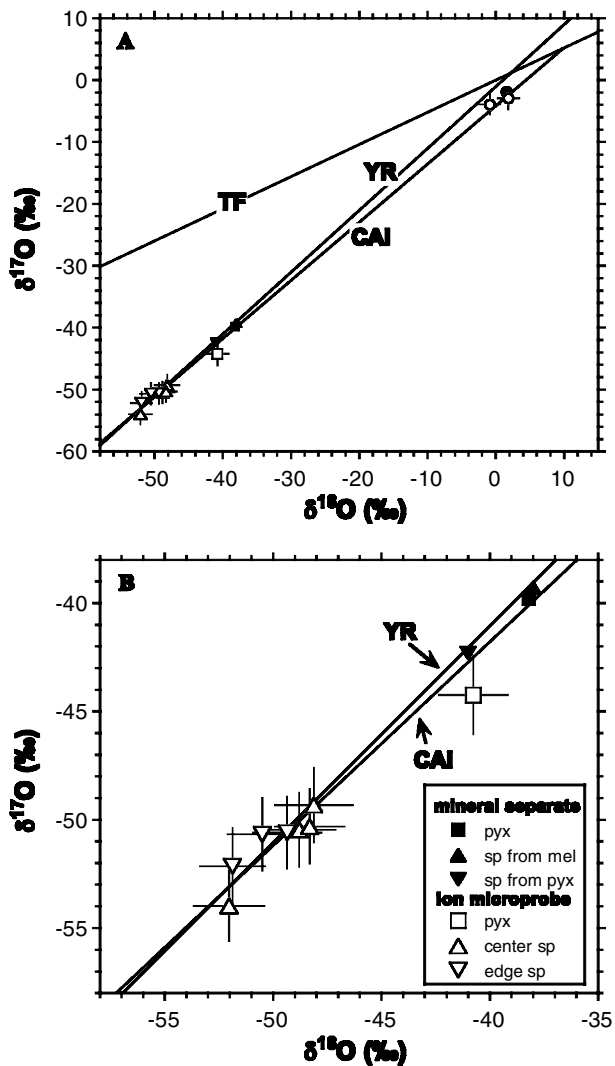 A
10
0
-10
-20
-30
-40
-50
-60
δ¹⁷O (‰)
TF
YR
CAI
-50 -40 -30 -20 -10 0 10
δ¹⁸O (‰)
B
-40
-45
-50
-55
δ¹⁷O (‰)
YR
CAI
mineral separate
pyx
sp from mel
sp from pyx
ion microprobe
pyx
center sp
edge sp
-55 -50 -45 -40 -35
δ¹⁸O (‰)